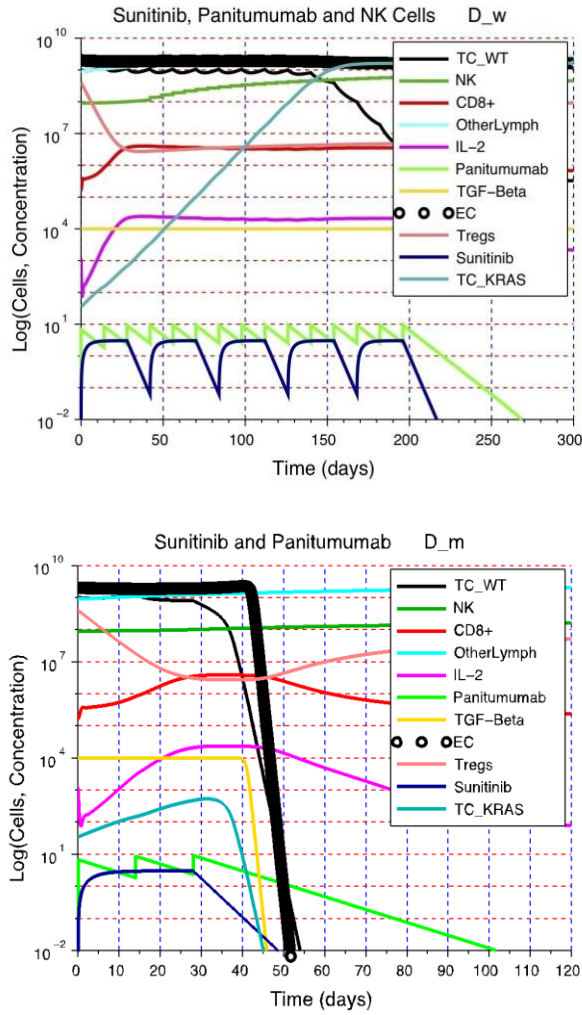 Sunitinib, Panitumumab and NK Cells D_w
Log(Cells, Concentration)
10^10
10^7
10^4
10^1
10^-2
TC_WT
NK
CD8+
OtherLymph
IL-2
Panitumumab
TGF-Beta
EC
Tregs
Sunitinib
TC_KRAS
0 50 100 150 200 250 300
Time (days)
Sunitinib and Panitumumab D_m
Log(Cells, Concentration)
10^10
10^7
10^4
10^1
10^-2
TC_WT
NK
CD8+
OtherLymph
IL-2
Panitumumab
TGF-Beta
EC
Tregs
Sunitinib
TC_KRAS
0 10 20 30 40 50 60 70 80 90 100 110 120
Time (days)